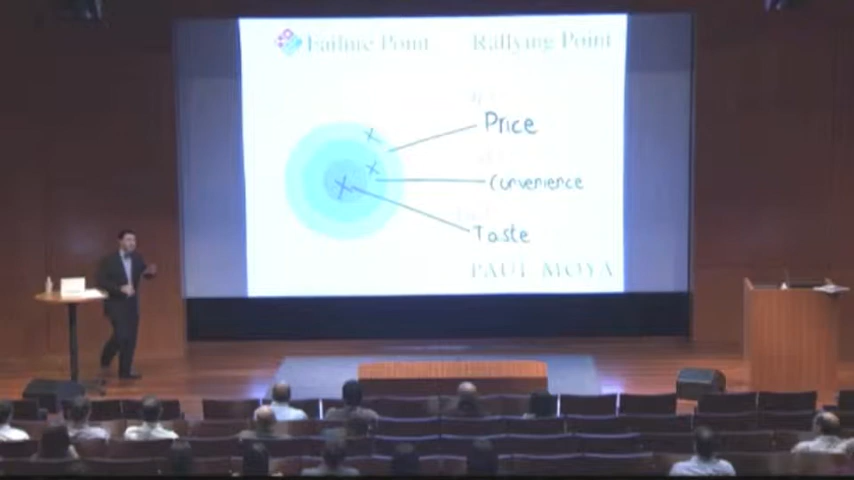 Failure Point Rallying Point
Price
Convenience
Taste
PAUL MOYA